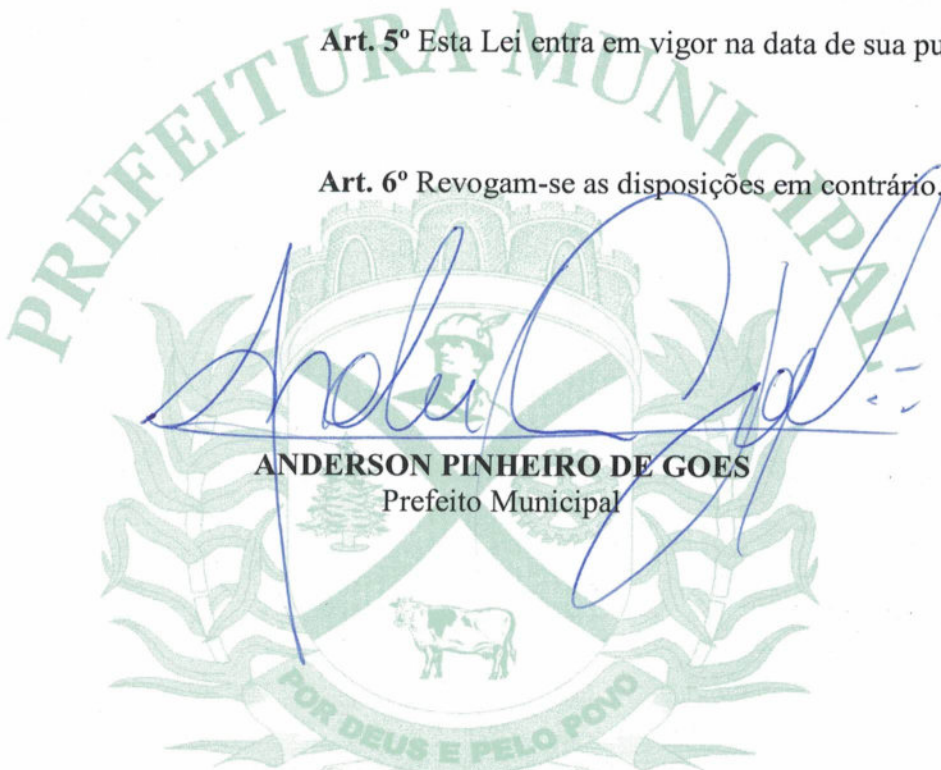 PREFEITURA MUNICIPAL
Art. 5º Esta Lei entra em vigor na data de sua pu
Art. 6º Revogam-se as disposições em contrário,
ANDERSON PINHEIRO DE GOES
Prefeito Municipal
POR DEUS E PELO POVO